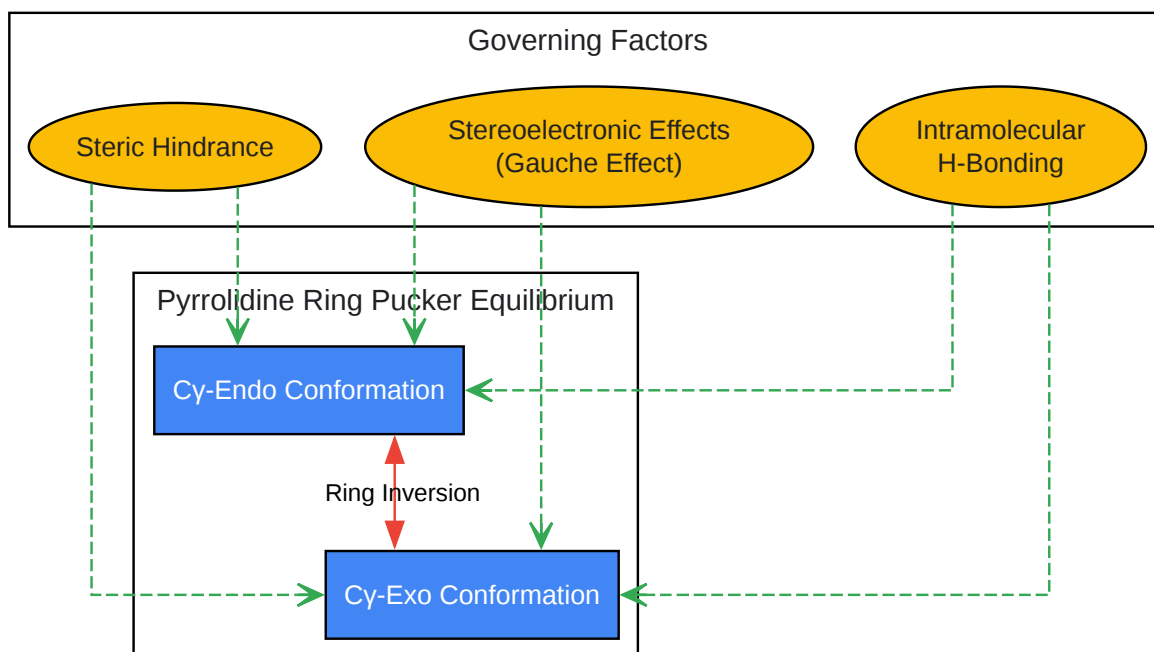 Governing Factors
Steric Hindrance
Stereoelectronic Effects
(Gauche Effect)
Intramolecular
H-Bonding
Pyrrolidine Ring Pucker Equilibrium
Cγ-Endo Conformation
Ring Inversion
Cγ-Exo Conformation